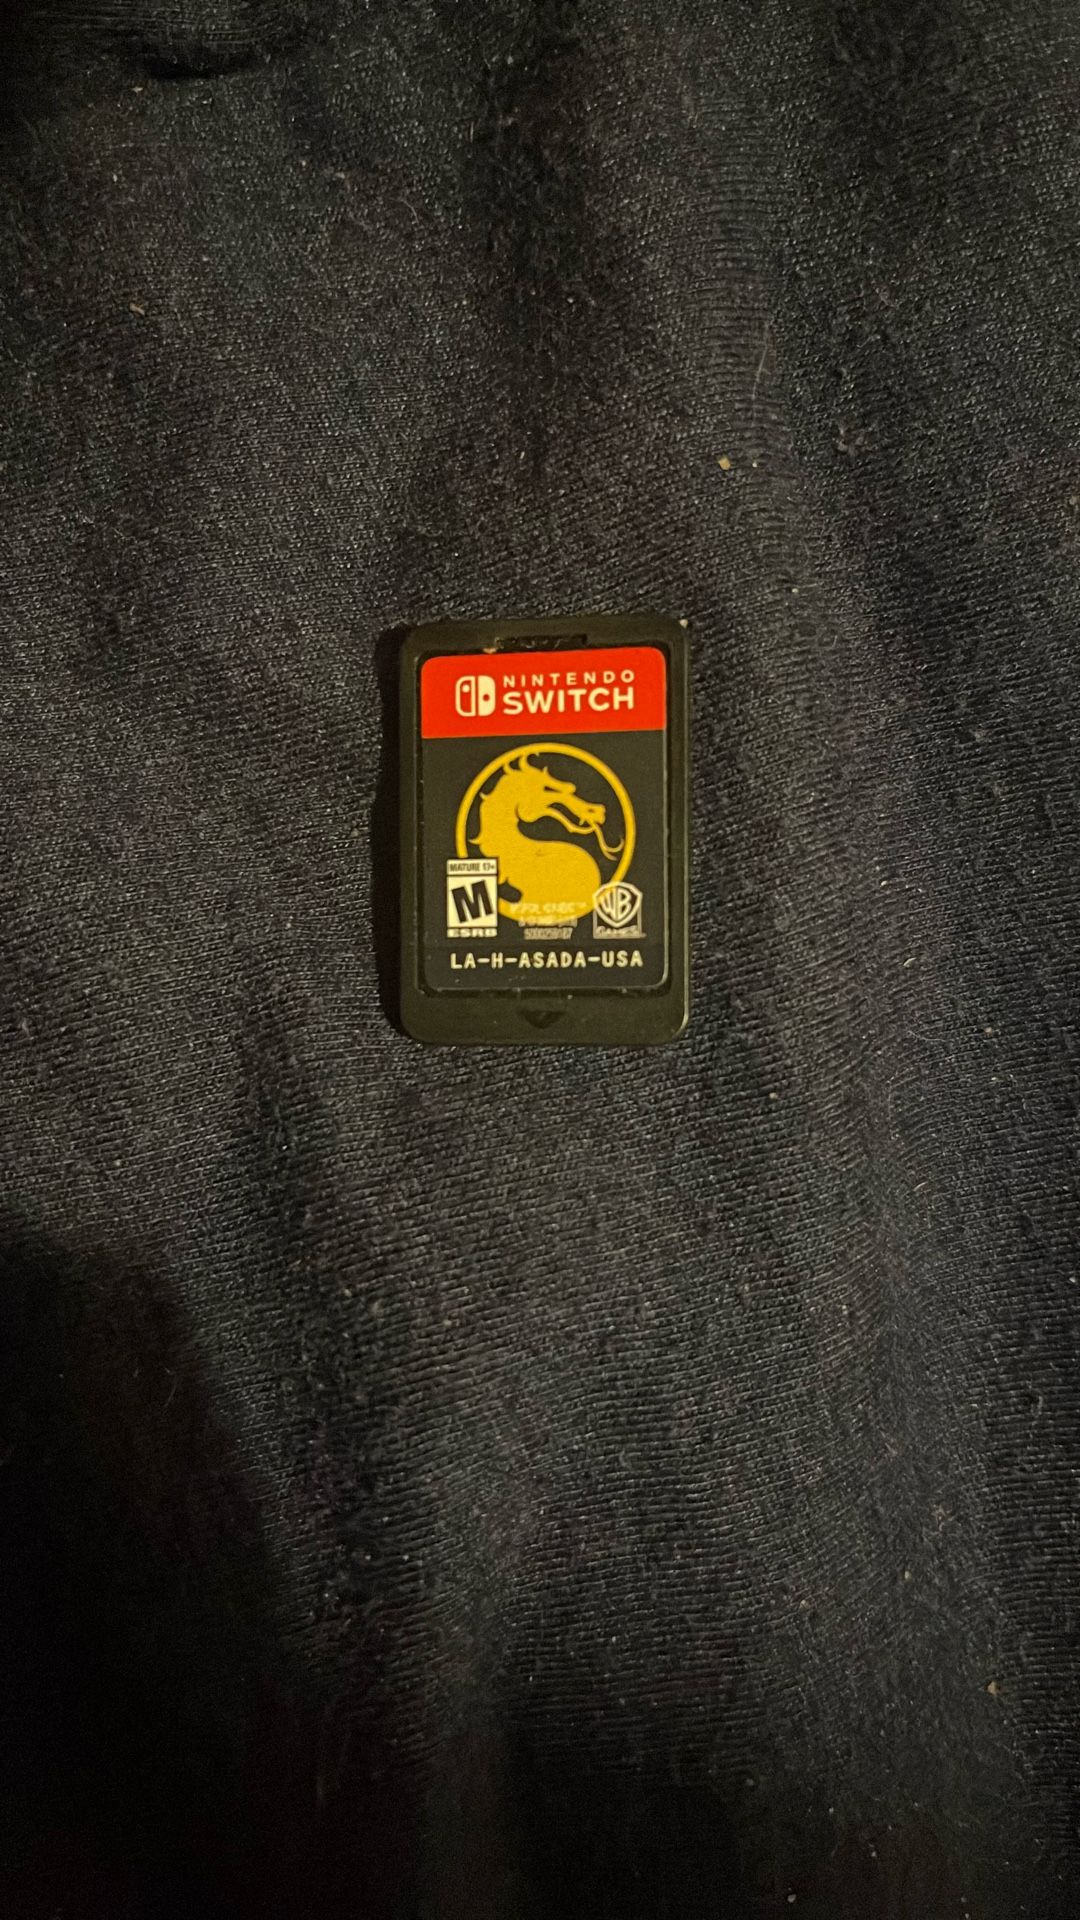 NINTENDO
SWITCH
MATURE 17+
M
ESRB
WB
GAMES
LA-H-ASADA-USA